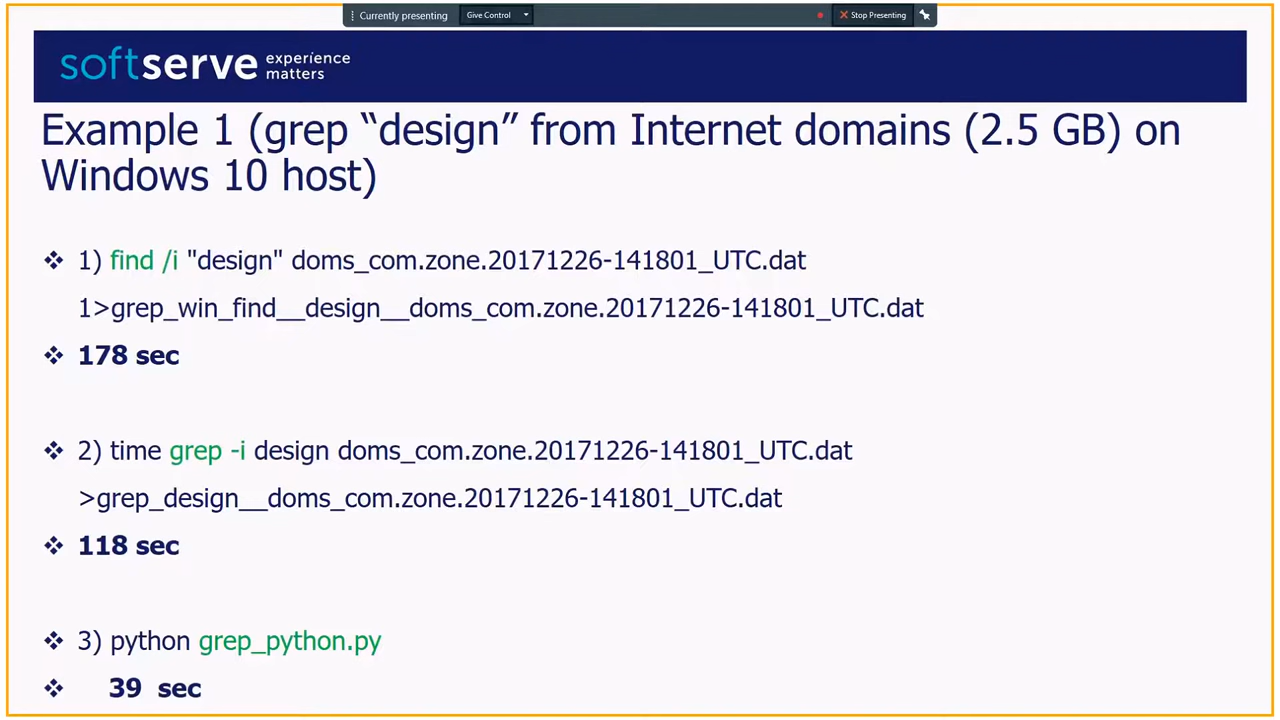 Currently presenting Give Control Stop Presenting
softserve experience matters
Example 1 (grep “design” from Internet domains (2.5 GB) on
Windows 10 host)
❖ 1) find /i "design" doms_com.zone.20171226-141801_UTC.dat
1>grep_win_find__design__doms_com.zone.20171226-141801_UTC.dat
❖ 178 sec
❖ 2) time grep -i design doms_com.zone.20171226-141801_UTC.dat
>grep_design__doms_com.zone.20171226-141801_UTC.dat
❖ 118 sec
❖ 3) python grep_python.py
❖ 39 sec